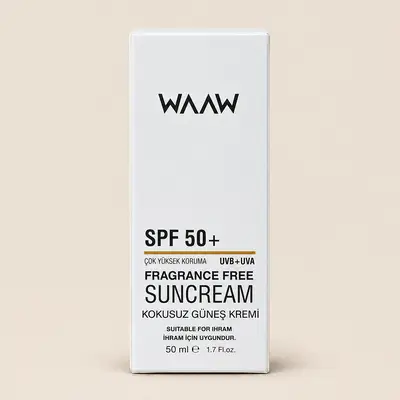 WAAW
SPF 50+
ÇOK YÜKSEK KORUMA UVB+UVA
FRAGRANCE FREE
SUNCREAM
KOKUSUZ GÜNEŞ KREMİ
SUITABLE FOR IHRAM
İHRAM İÇİN UYGUNDUR.
50 ml ℮ 1.7 Fl.oz.